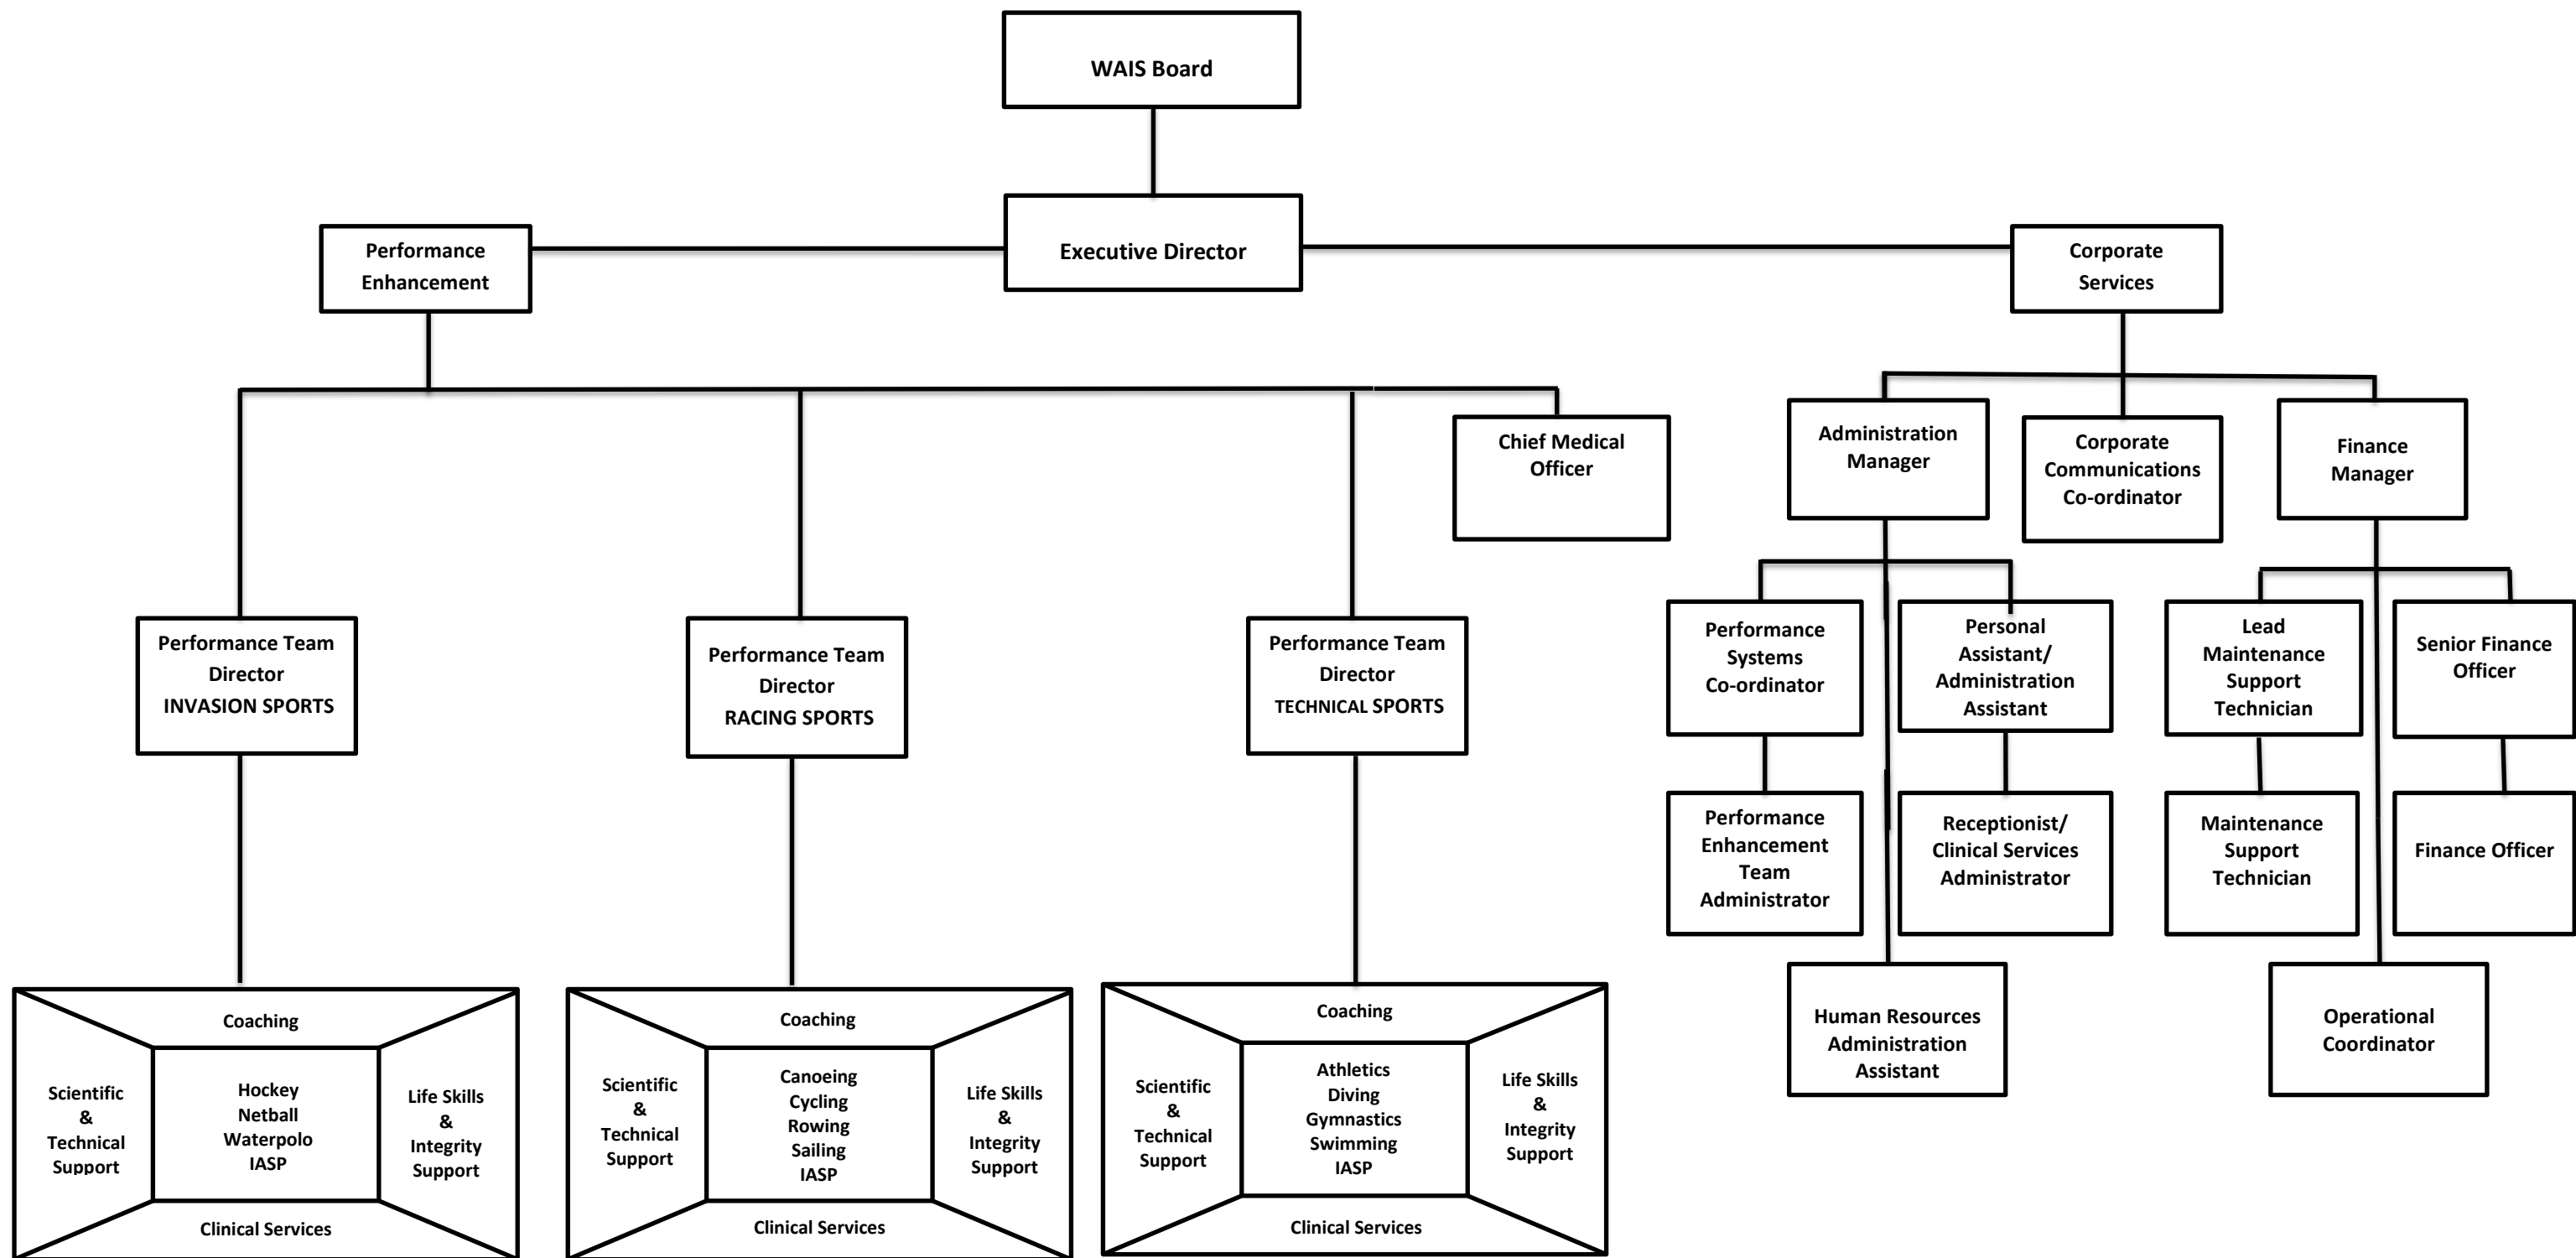 WAIS Board
Executive Director
Performance
Enhancement
Corporate
Services
Chief Medical
Officer
Administration
Manager
Corporate
Communications
Co-ordinator
Finance
Manager
Performance Team
Director
INVASION SPORTS
Performance Team
Director
RACING SPORTS
Performance Team
Director
TECHNICAL SPORTS
Performance
Systems
Co-ordinator
Personal
Assistant/
Administration
Assistant
Lead
Maintenance
Support
Technician
Senior Finance
Officer
Performance
Enhancement
Team
Administrator
Receptionist/
Clinical Services
Administrator
Maintenance
Support
Technician
Finance Officer
Human Resources
Administration
Assistant
Operational
Coordinator
Coaching
Scientific
&
Technical
Support
Hockey
Netball
Waterpolo
IASP
Life Skills
&
Integrity
Support
Clinical Services
Coaching
Scientific
&
Technical
Support
Canoeing
Cycling
Rowing
Sailing
IASP
Life Skills
&
Integrity
Support
Clinical Services
Coaching
Scientific
&
Technical
Support
Athletics
Diving
Gymnastics
Swimming
IASP
Life Skills
&
Integrity
Support
Clinical Services